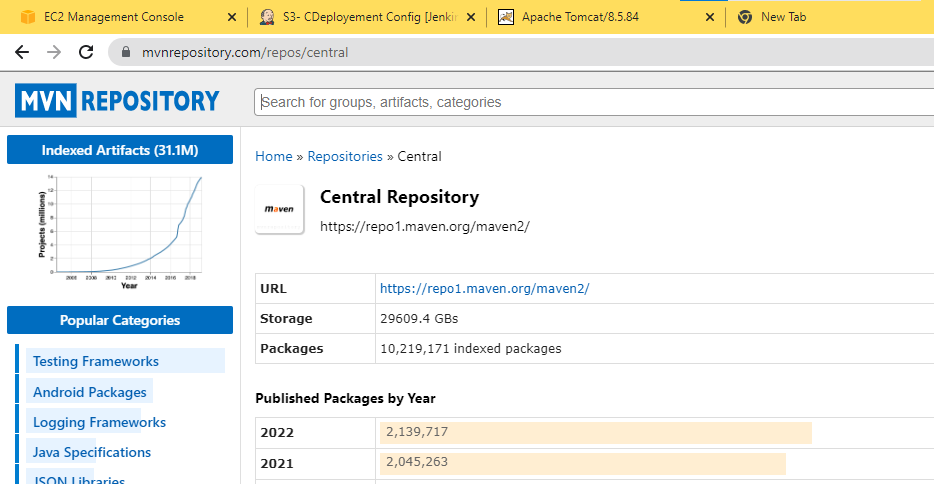 EC2 Management Console
S3- CDeployement Config [Jenki
Apache Tomcat/8.5.84
New Tab
mvnrepository.com/repos/central
MVN REPOSITORY
Search for groups, artifacts, categories
Indexed Artifacts (31.1M)
Projects (millions)
14
12
10
8
6
4
2
0
2006 2008 2010 2012 2014 2016 2018
Year
Popular Categories
Testing Frameworks
Android Packages
Logging Frameworks
Java Specifications
JSON Libraries
Home » Repositories » Central
maven
Central Repository
https://repo1.maven.org/maven2/
URL https://repo1.maven.org/maven2/
Storage 29609.4 GBs
Packages 10,219,171 indexed packages
Published Packages by Year
2022 2,139,717
2021 2,045,263